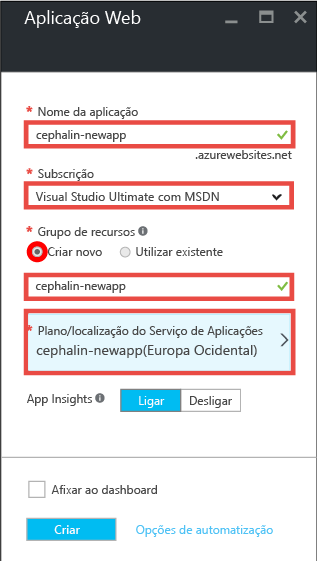 Aplicação Web
* Nome da aplicação
cephalin-newapp
.azurewebsites.net
* Subscrição
Visual Studio Ultimate com MSDN
* Grupo de recursos
Criar novo Utilizar existente
cephalin-newapp
* Plano/localização do Serviço de Aplicações
cephalin-newapp(Europa Ocidental)
App Insights Ligar Desligar
Afixar ao dashboard
Criar Opções de automatização